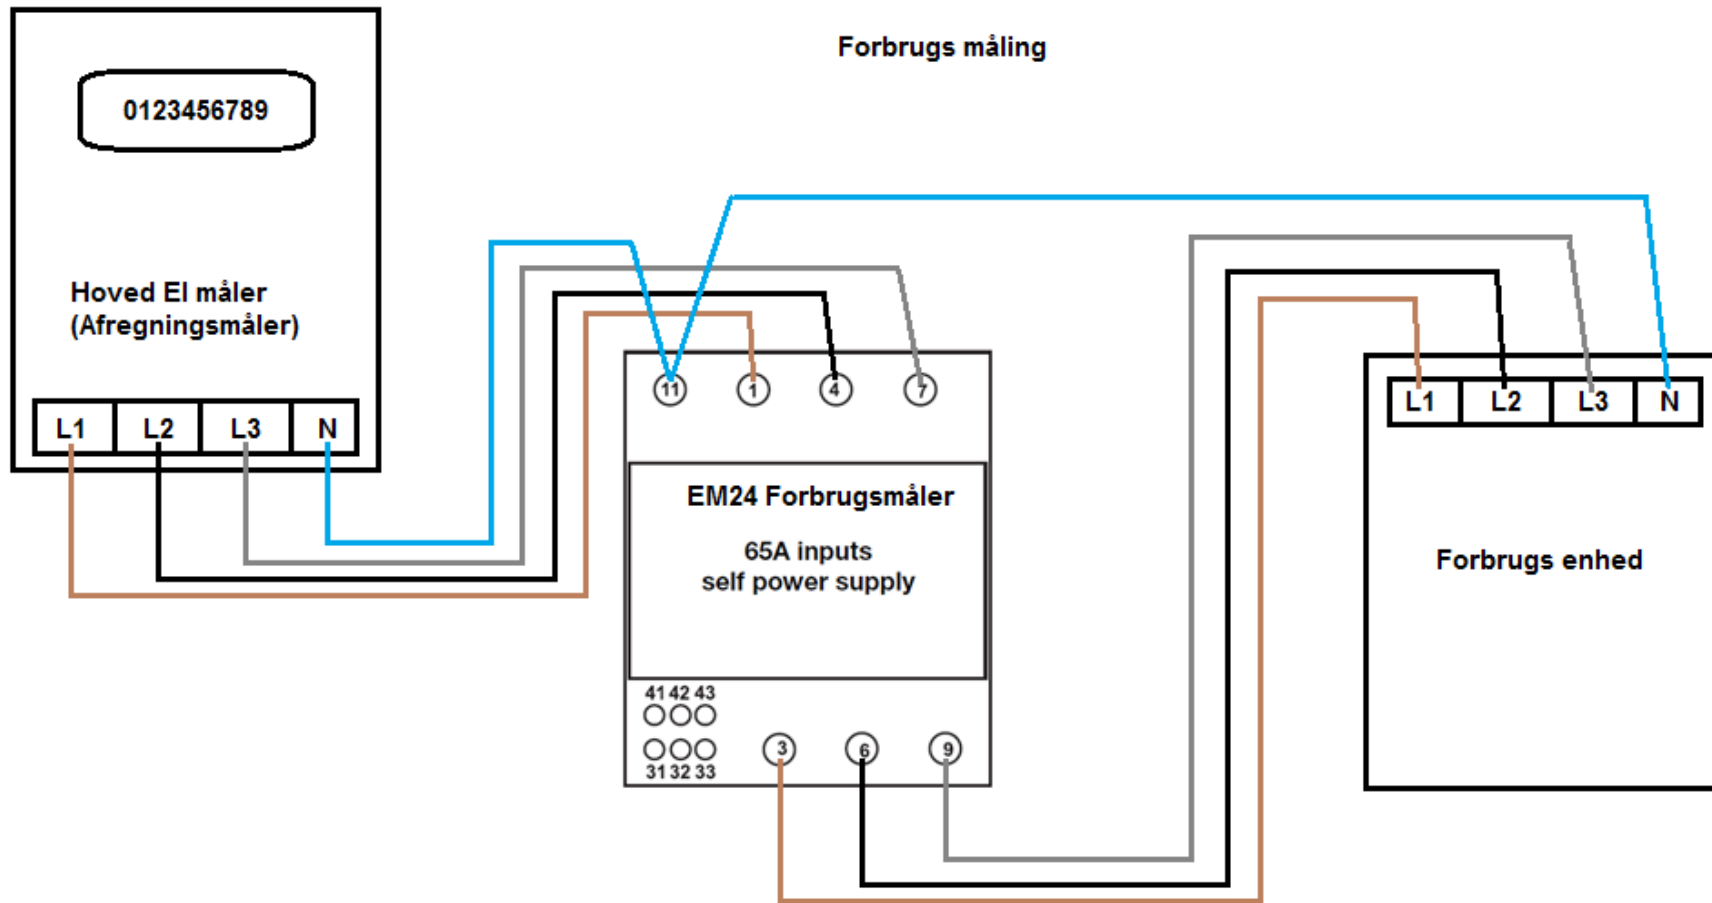 Forbrugs måling
0123456789
Hoved El måler
(Afregningsmåler)
L1 L2 L3 N
11 1 4 7
EM24 Forbrugsmåler
65A inputs
self power supply
41 42 43
31 32 33
3 6 9
L1 L2 L3 N
Forbrugs enhed